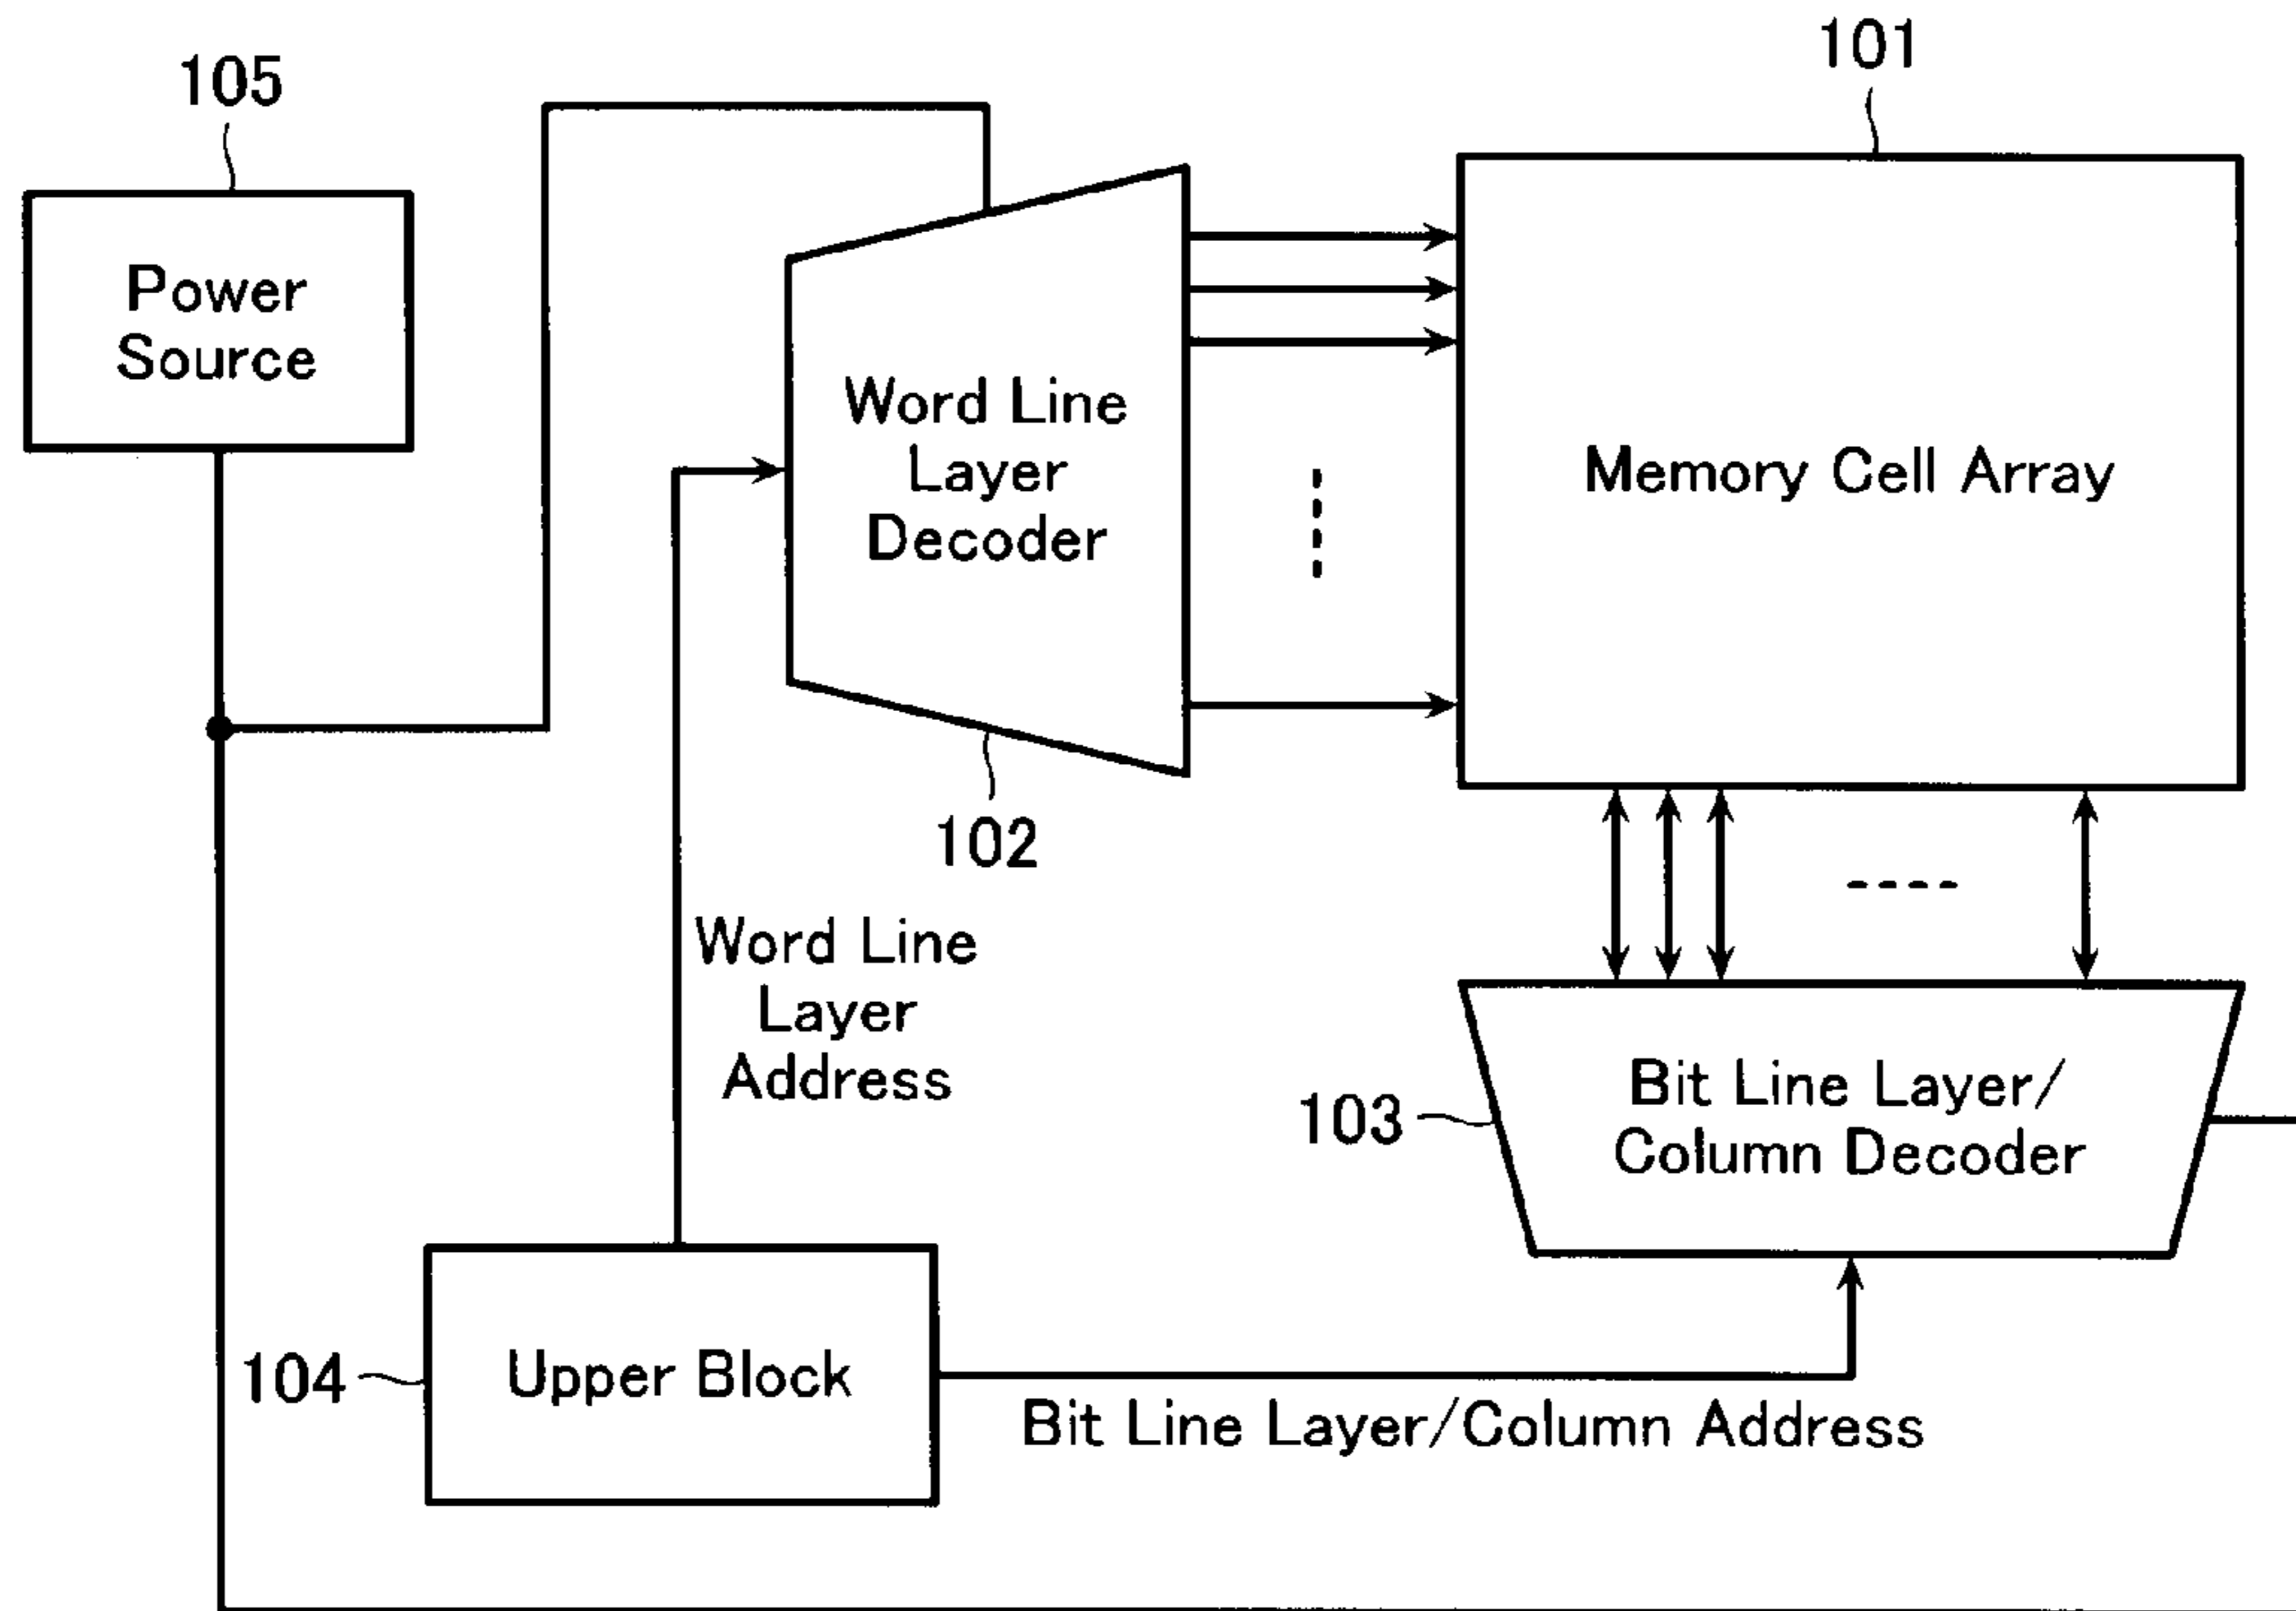 105
Power
Source
101
Word Line
Layer
Decoder
102
Memory Cell Array
Word Line
Layer
Address
103
Bit Line Layer/
Column Decoder
104
Upper Block
Bit Line Layer/Column Address